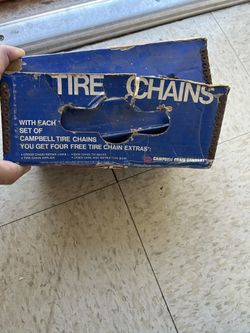 TIRE CHAINS
WITH EACH
SET OF
CAMPBELL TIRE CHAINS
YOU GET FOUR FREE TIRE CHAIN EXTRAS:
CAMPBELL CHAIN COMPANY